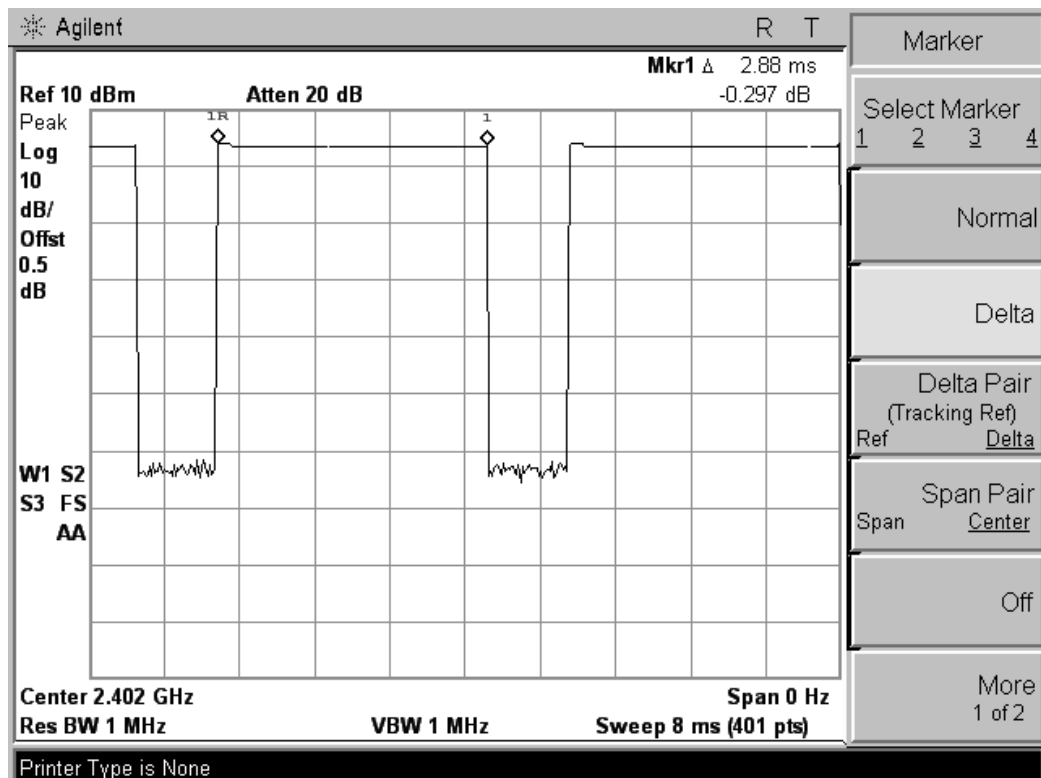 Agilent R T
Mkr1 Δ 2.88 ms
Ref 10 dBm Atten 20 dB -0.297 dB
Peak
Log
10
dB/
Offst
0.5
dB
1R
1
W1 S2
S3 FS
AA
Center 2.402 GHz Span 0 Hz
Res BW 1 MHz VBW 1 MHz Sweep 8 ms (401 pts)
Printer Type is None
Marker
Select Marker
1 2 3 4
Normal
Delta
Delta Pair
(Tracking Ref)
Ref Delta
Span Pair
Span Center
Off
More
1 of 2